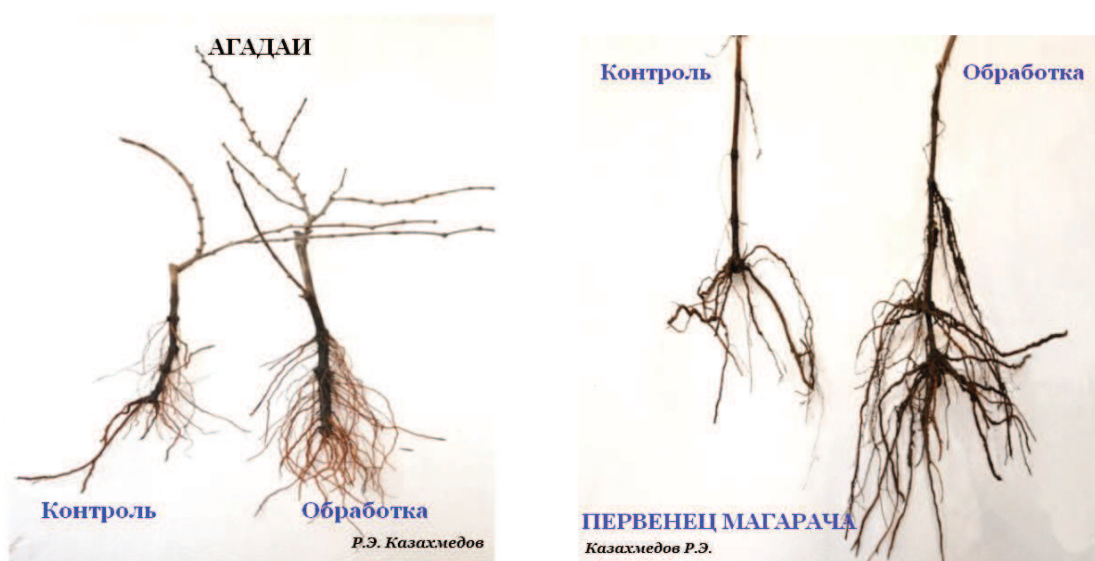 АГАДАИ
Контроль
Обработка
Р.Э. Казахмедов
Контроль
Обработка
ПЕРВЕНЕЦ МАГАРАЧА
Казахмедов Р.Э.